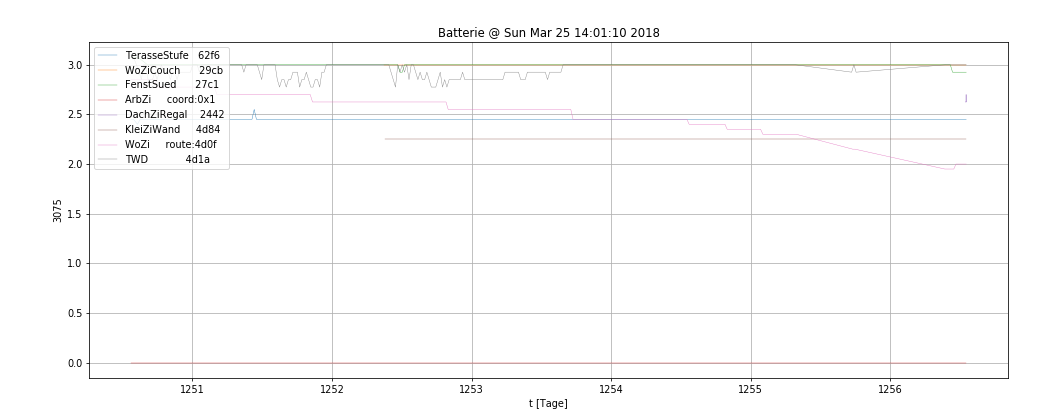 Batterie @ Sun Mar 25 14:01:10 2018
TerasseStufe 62f6
WoZiCouch 29cb
FenstSued 27c1
ArbZi coord:0x1
DachZiRegal 2442
KleiZiWand 4d84
WoZi route:4d0f
TWD 4d1a
3.0
2.5
2.0
1.5
1.0
0.5
0.0
3075
1251 1252 1253 1254 1255 1256
t [Tage]